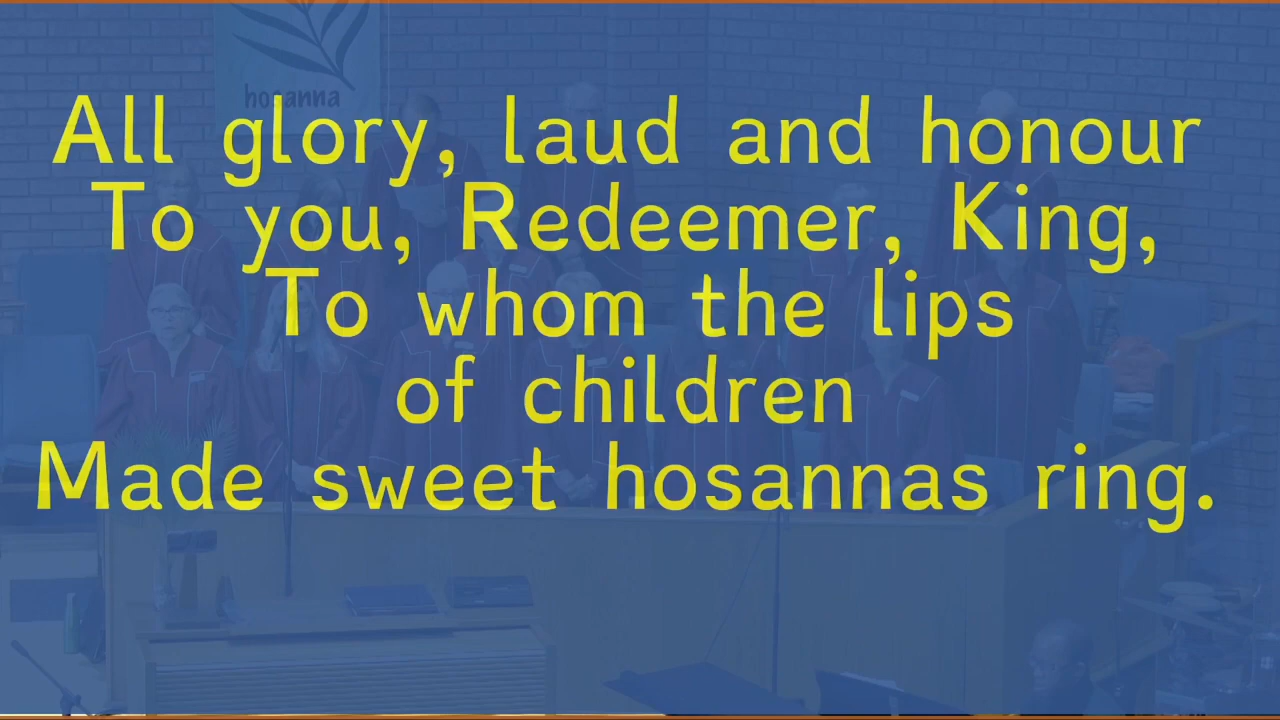 hosanna
All glory, laud and honour
To you, Redeemer, King,
To whom the lips
of children
Made sweet hosannas ring.